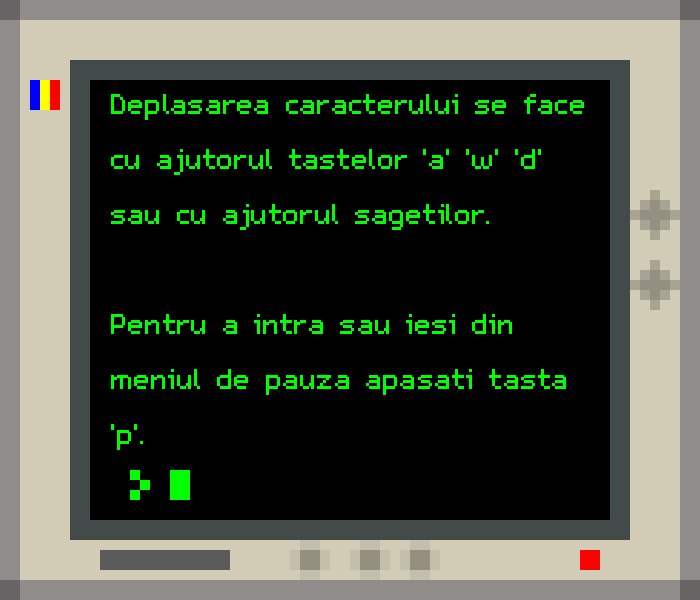 Deplasarea caracterului se face
cu ajutorul tastelor 'a' 'w' 'd'
sau cu ajutorul sagetilor.
Pentru a intra sau iesi din
meniul de pauza apasati tasta
'p'.
>